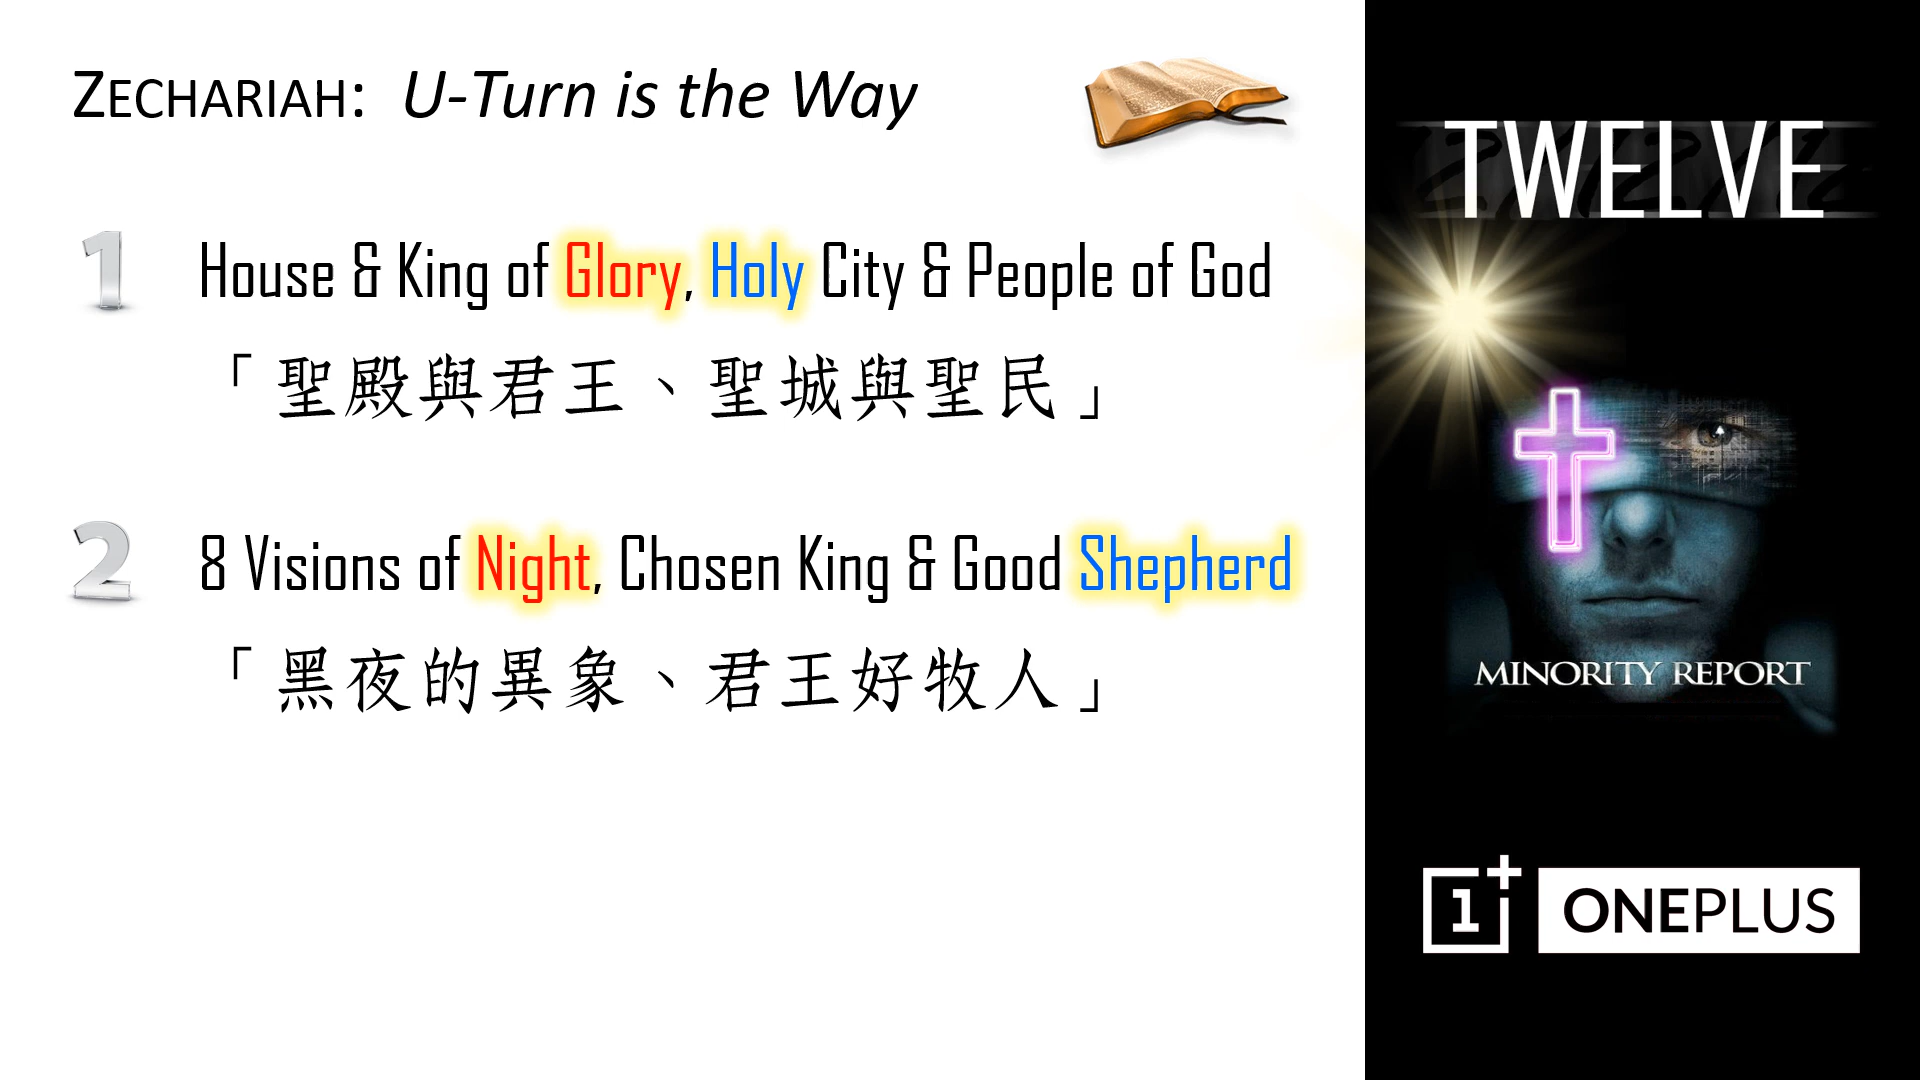 ZECHARIAH: U-Turn is the Way
1 House & King of Glory, Holy City & People of God
「聖殿與君王、聖城與聖民」
2 8 Visions of Night, Chosen King & Good Shepherd
「黑夜的異象、君王好牧人」
TWELVE
MINORITY REPORT
1+ ONEPLUS